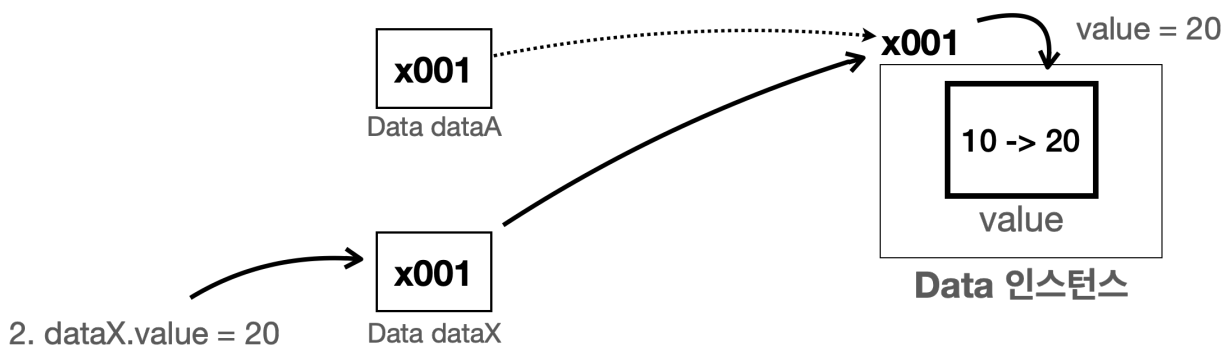 x001
Data dataA
x001
value = 20
10 -> 20
value
Data 인스턴스
2. dataX.value = 20
x001
Data dataX